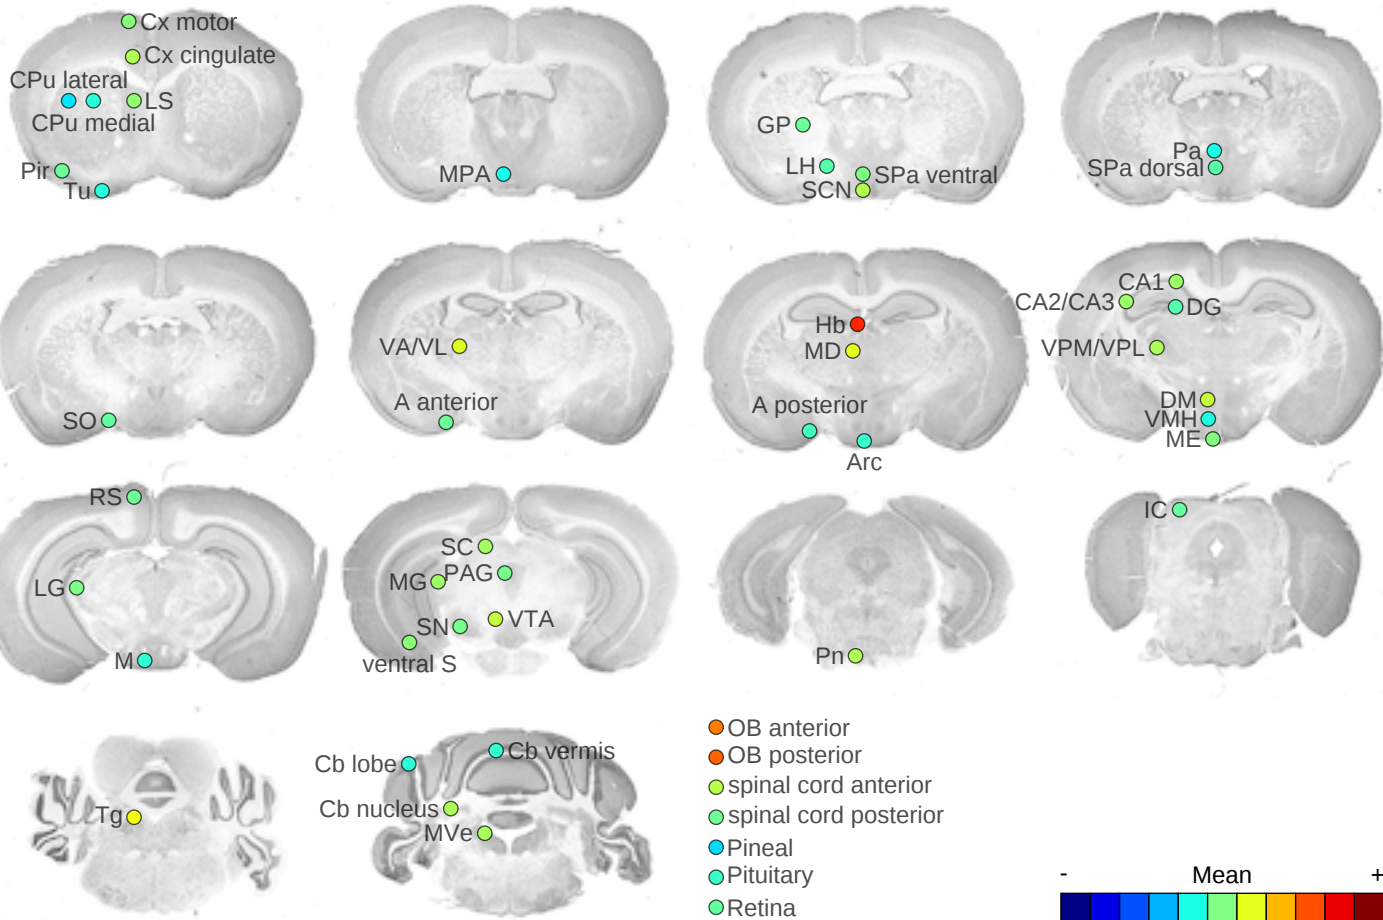 Cx motor
Cx cingulate
CPu lateral
LS
CPu medial
Pir
Tu
MPA
GP
LH
SPa ventral
SCN
Pa
SPa dorsal
SO
VA/VL
A anterior
Hb
MD
A posterior
Arc
CA1
CA2/CA3
DG
VPM/VPL
DM
VMH
ME
RS
LG
M
SC
MG
PAG
SN
VTA
ventral S
Pn
IC
Tg
Cb lobe
Cb vermis
Cb nucleus
MVe
OB anterior
OB posterior
spinal cord anterior
spinal cord posterior
Pineal
Pituitary
Retina
- Mean +